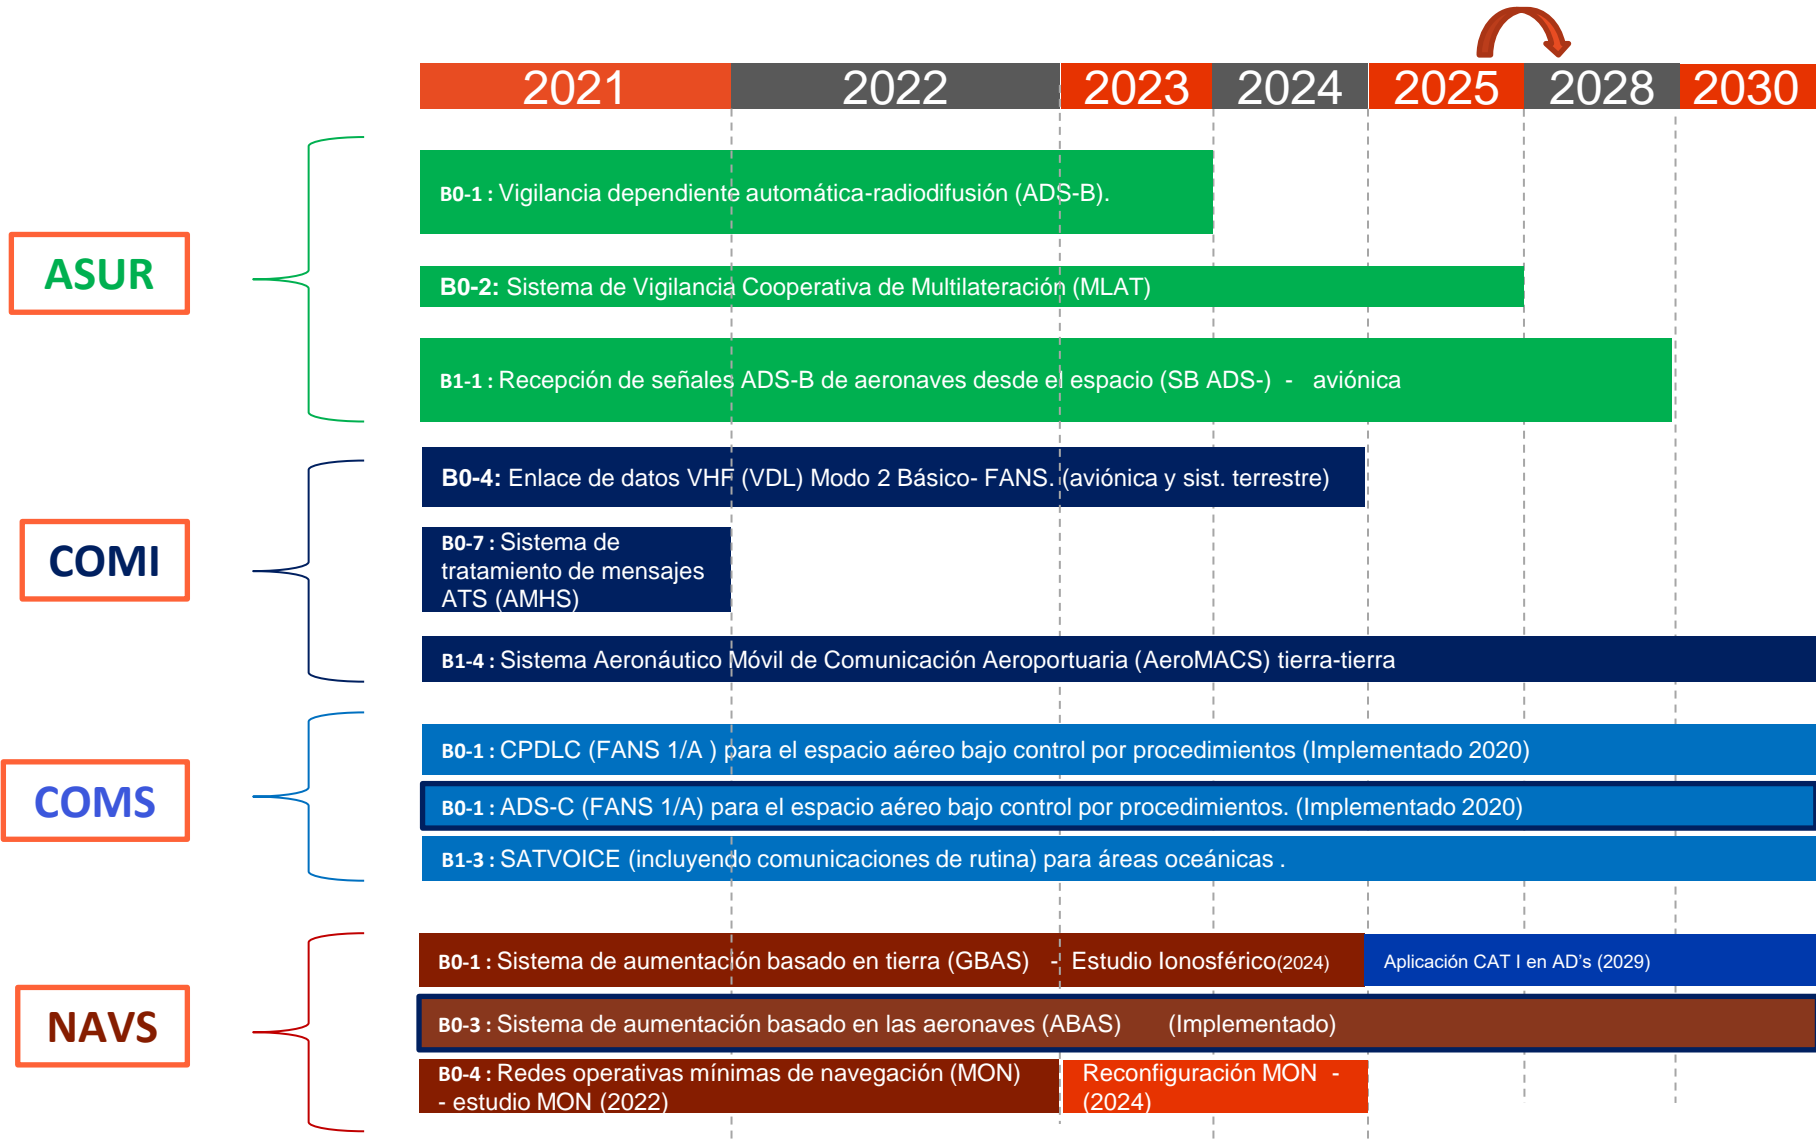 2021 2022 2023 2024 2025 2028 2030
ASUR
B0-1 : Vigilancia dependiente automática-radiodifusión (ADS-B).
B0-2: Sistema de Vigilancia Cooperativa de Multilateración (MLAT)
B1-1 : Recepción de señales ADS-B de aeronaves desde el espacio (SB ADS-) - aviónica
COMI
B0-4: Enlace de datos VHF (VDL) Modo 2 Básico- FANS. (aviónica y sist. terrestre)
B0-7 : Sistema de
tratamiento de mensajes
ATS (AMHS)
B1-4 : Sistema Aeronáutico Móvil de Comunicación Aeroportuaria (AeroMACS) tierra-tierra
COMS
B0-1 : CPDLC (FANS 1/A ) para el espacio aéreo bajo control por procedimientos (Implementado 2020)
B0-1 : ADS-C (FANS 1/A) para el espacio aéreo bajo control por procedimientos. (Implementado 2020)
B1-3 : SATVOICE (incluyendo comunicaciones de rutina) para áreas oceánicas .
NAVS
B0-1 : Sistema de aumentación basado en tierra (GBAS) - Estudio Ionosférico(2024)
Aplicación CAT I en AD's (2029)
B0-3 : Sistema de aumentación basado en las aeronaves (ABAS) (Implementado)
B0-4 : Redes operativas mínimas de navegación (MON)
- estudio MON (2022)
Reconfiguración MON -
(2024)